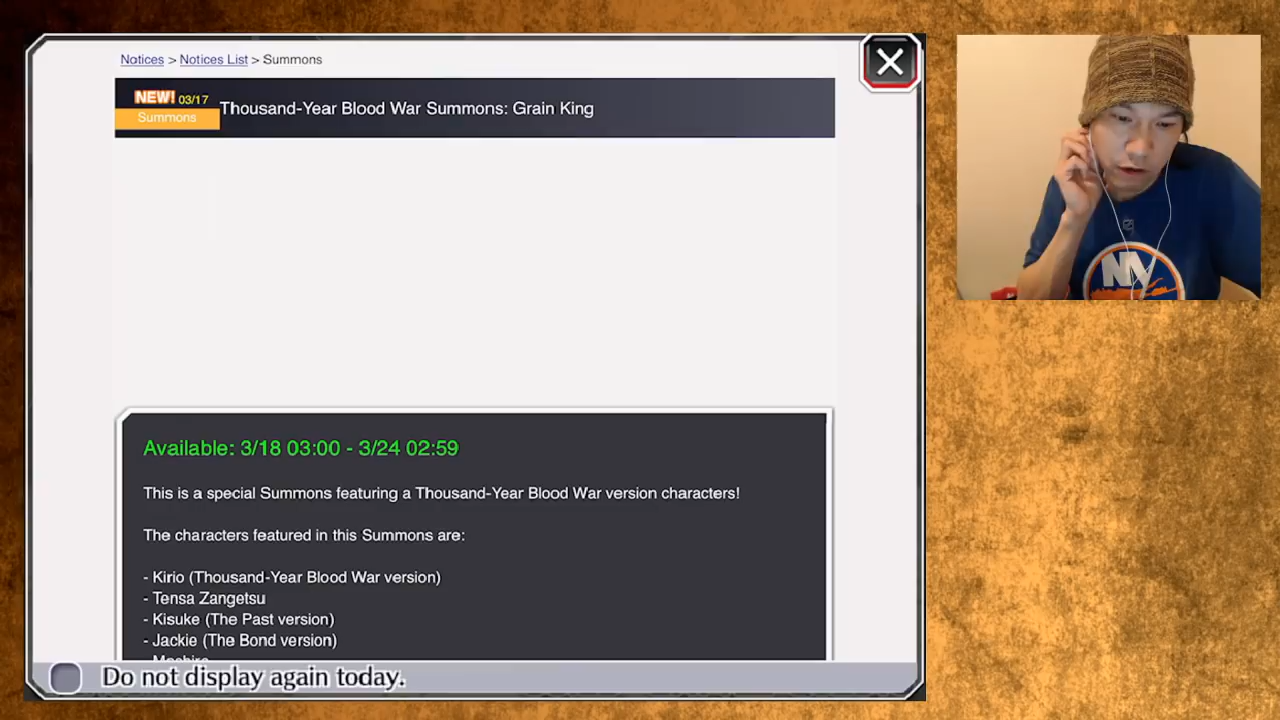 Notices > Notices List > Summons
NEW! 03/17
Summons
Thousand-Year Blood War Summons: Grain King
Available: 3/18 03:00 - 3/24 02:59
This is a special Summons featuring a Thousand-Year Blood War version characters!
The characters featured in this Summons are:
- Kirio (Thousand-Year Blood War version)
- Tensa Zangetsu
- Kisuke (The Past version)
- Jackie (The Bond version)
Do not display again today.
NY